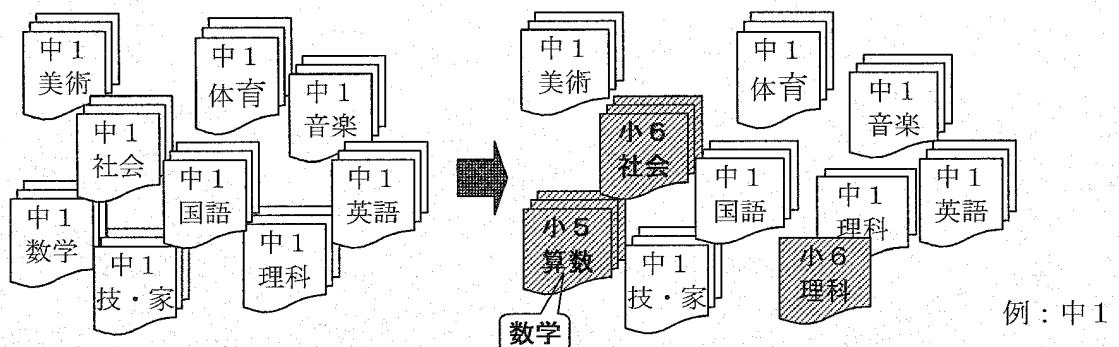 中1
美術
中1
体育
中1
音楽
中1
社会
中1
国語
中1
英語
中1
数学
中1
技・家
中1
理科
中1
美術
中1
体育
中1
音楽
小6
社会
中1
国語
中1
理科
中1
英語
小5
算数
中1
技・家
小6
理科
数学
例:中1